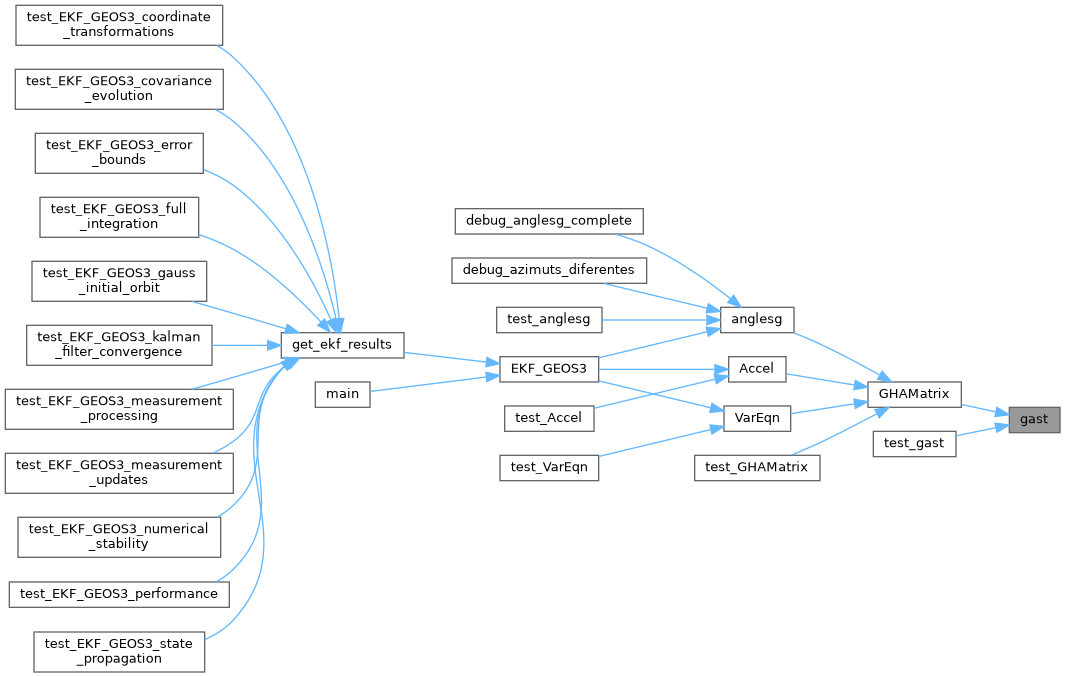 test_EKF_GEOS3_coordinate
_transformations
test_EKF_GEOS3_covariance
_evolution
test_EKF_GEOS3_error
_bounds
test_EKF_GEOS3_full
_integration
test_EKF_GEOS3_gauss
_initial_orbit
test_EKF_GEOS3_kalman
_filter_convergence
test_EKF_GEOS3_measurement
_processing
test_EKF_GEOS3_measurement
_updates
test_EKF_GEOS3_numerical
_stability
test_EKF_GEOS3_performance
test_EKF_GEOS3_state
_propagation
get_ekf_results
main
debug_anglesg_complete
debug_azimuts_diferentes
test_anglesg
EKF_GEOS3
test_Accel
test_VarEqn
anglesg
Accel
VarEqn
test_GHAMatrix
GHAMatrix
test_gast
gast